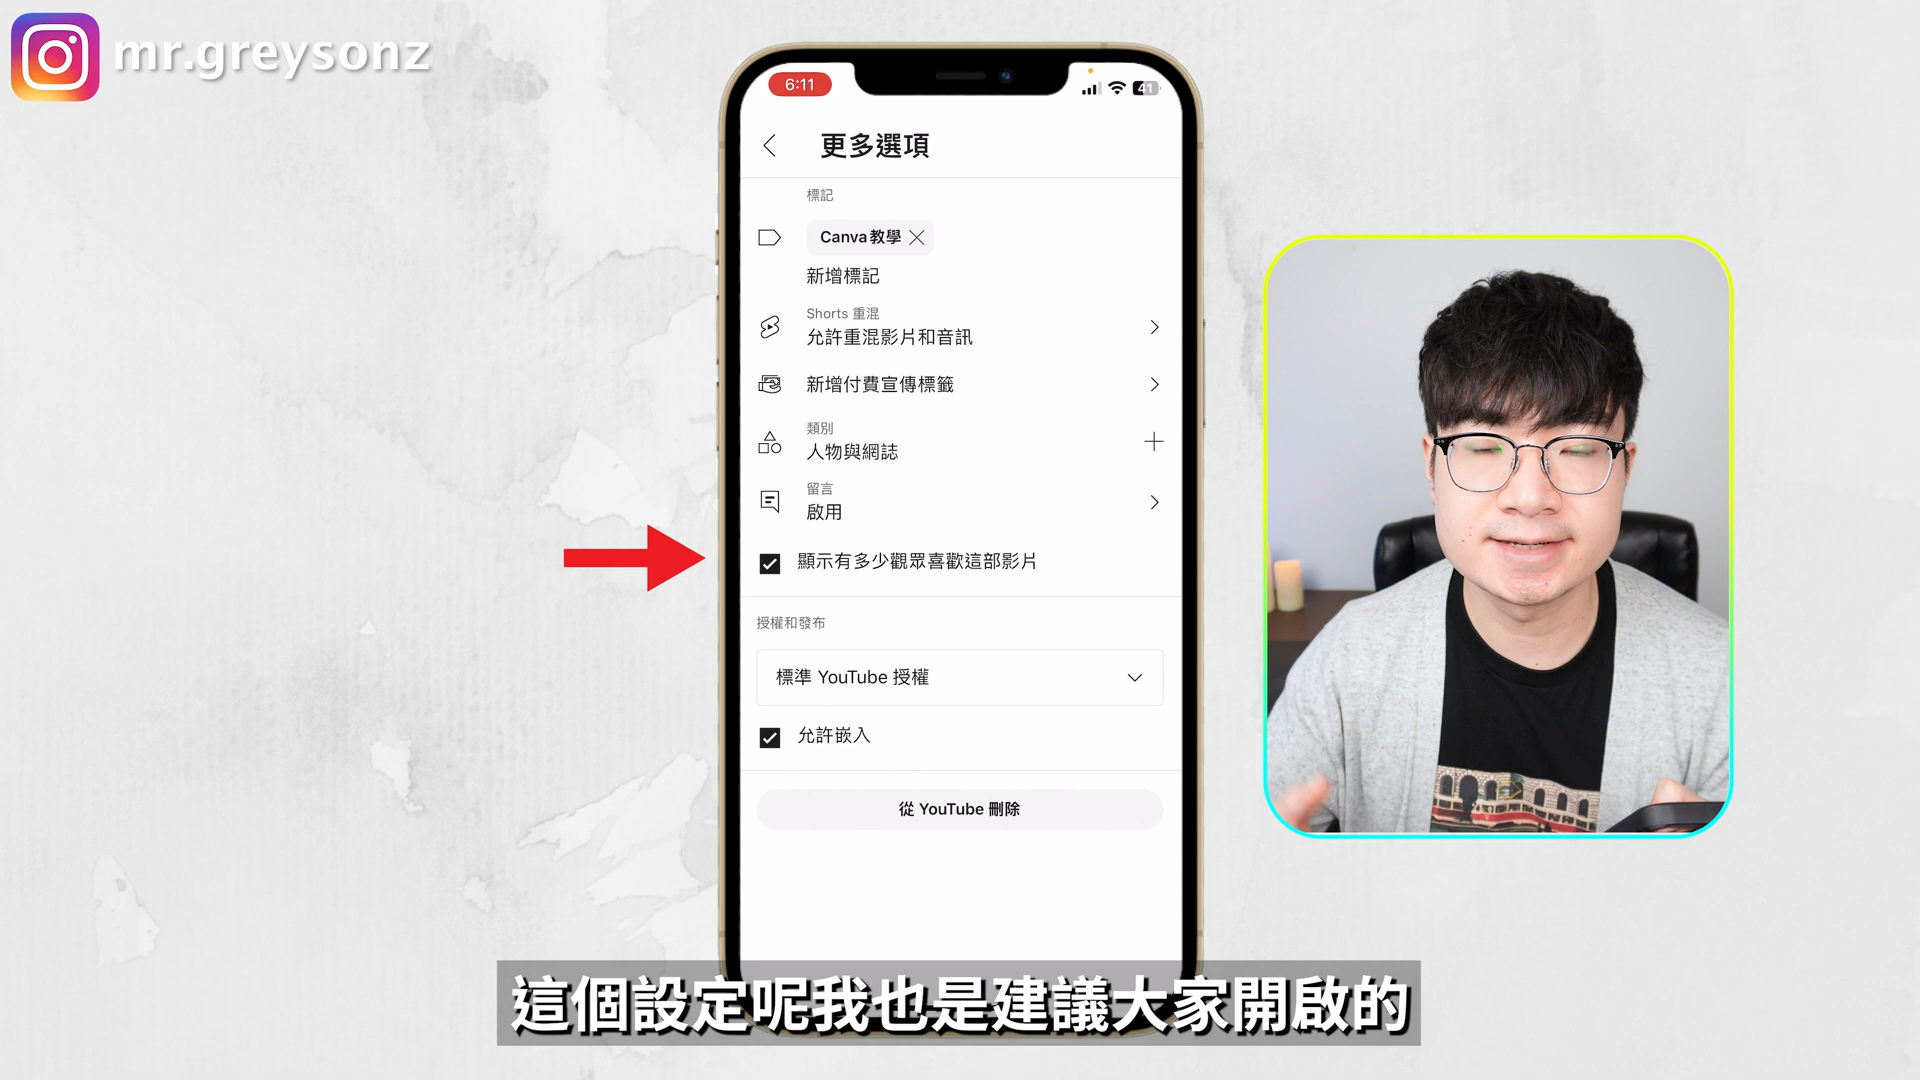 mr.greysonz
6:11
41
更多選項
標記
Canva教學
新增標記
Shorts 重混
允許重混影片和音訊
新增付費宣傳標籤
類別
人物與網誌
留言
啟用
顯示有多少觀眾喜歡這部影片
授權和發布
標準 YouTube 授權
允許嵌入
從 YouTube 刪除
這個設定呢我也是建議大家開啟的